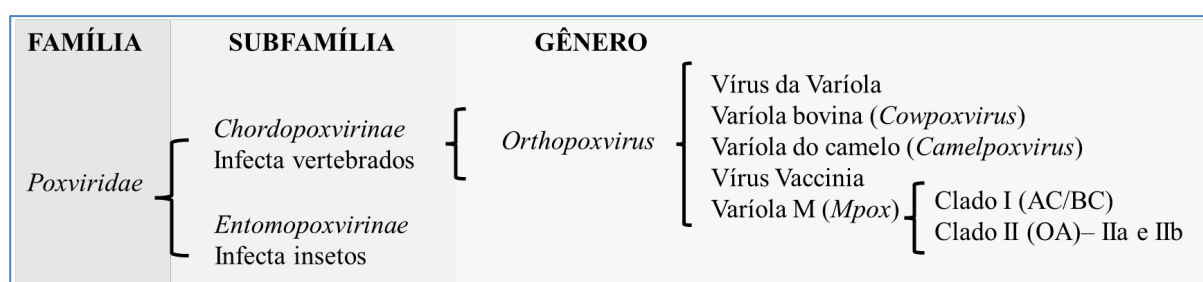 FAMÍLIA
SUBFAMÍLIA
GÊNERO
Poxviridae
Chordopoxvirinae
Infecta vertebrados
Entomopoxvirinae
Infecta insetos
Orthopoxvirus
Vírus da Varíola
Varíola bovina (Cowpoxvirus)
Varíola do camelo (Camelpoxvirus)
Vírus Vaccinia
Varíola M (Mpox)
Clado I (AC/BC)
Clado II (OA)– IIa e IIb